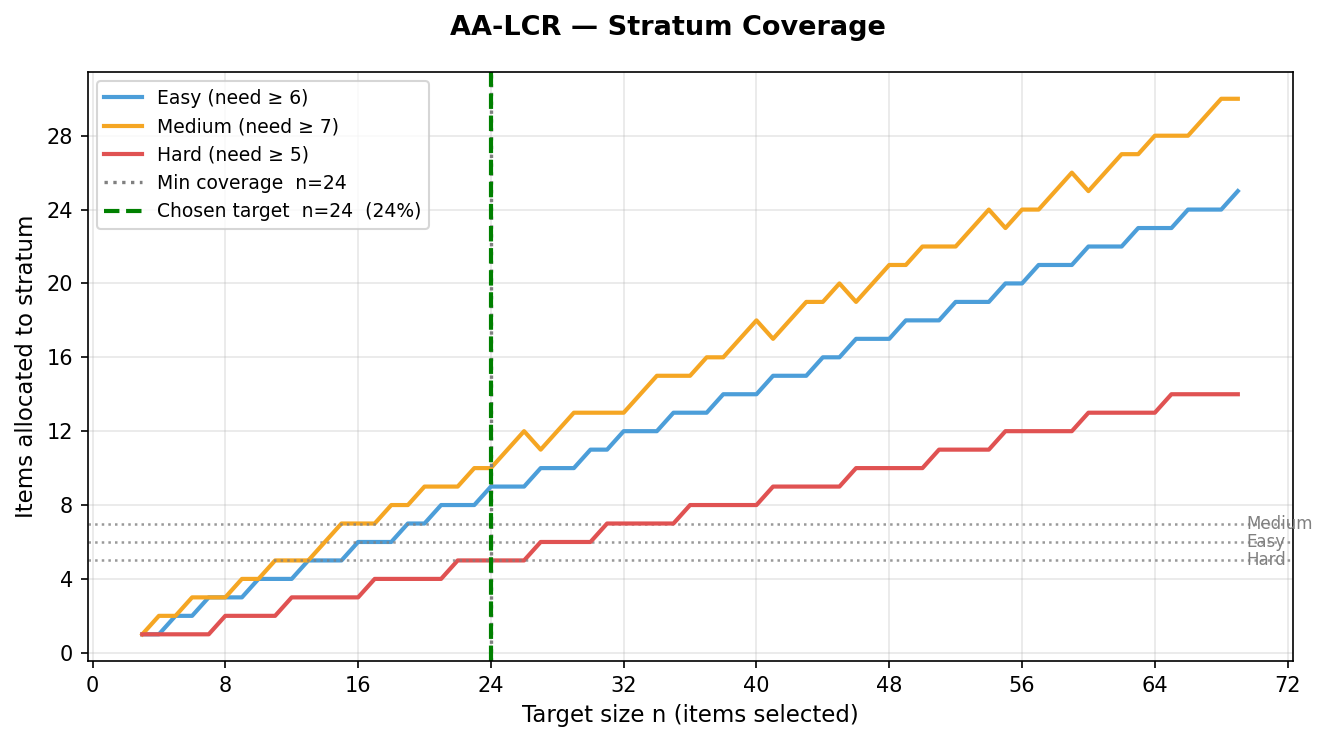 AA-LCR — Stratum Coverage
Easy (need ≥ 6)
Medium (need ≥ 7)
Hard (need ≥ 5)
Min coverage  n=24
Chosen target  n=24  (24%)
Items allocated to stratum
28
24
20
16
12
8
4
0
Medium
Easy
Hard
0 8 16 24 32 40 48 56 64 72
Target size n (items selected)